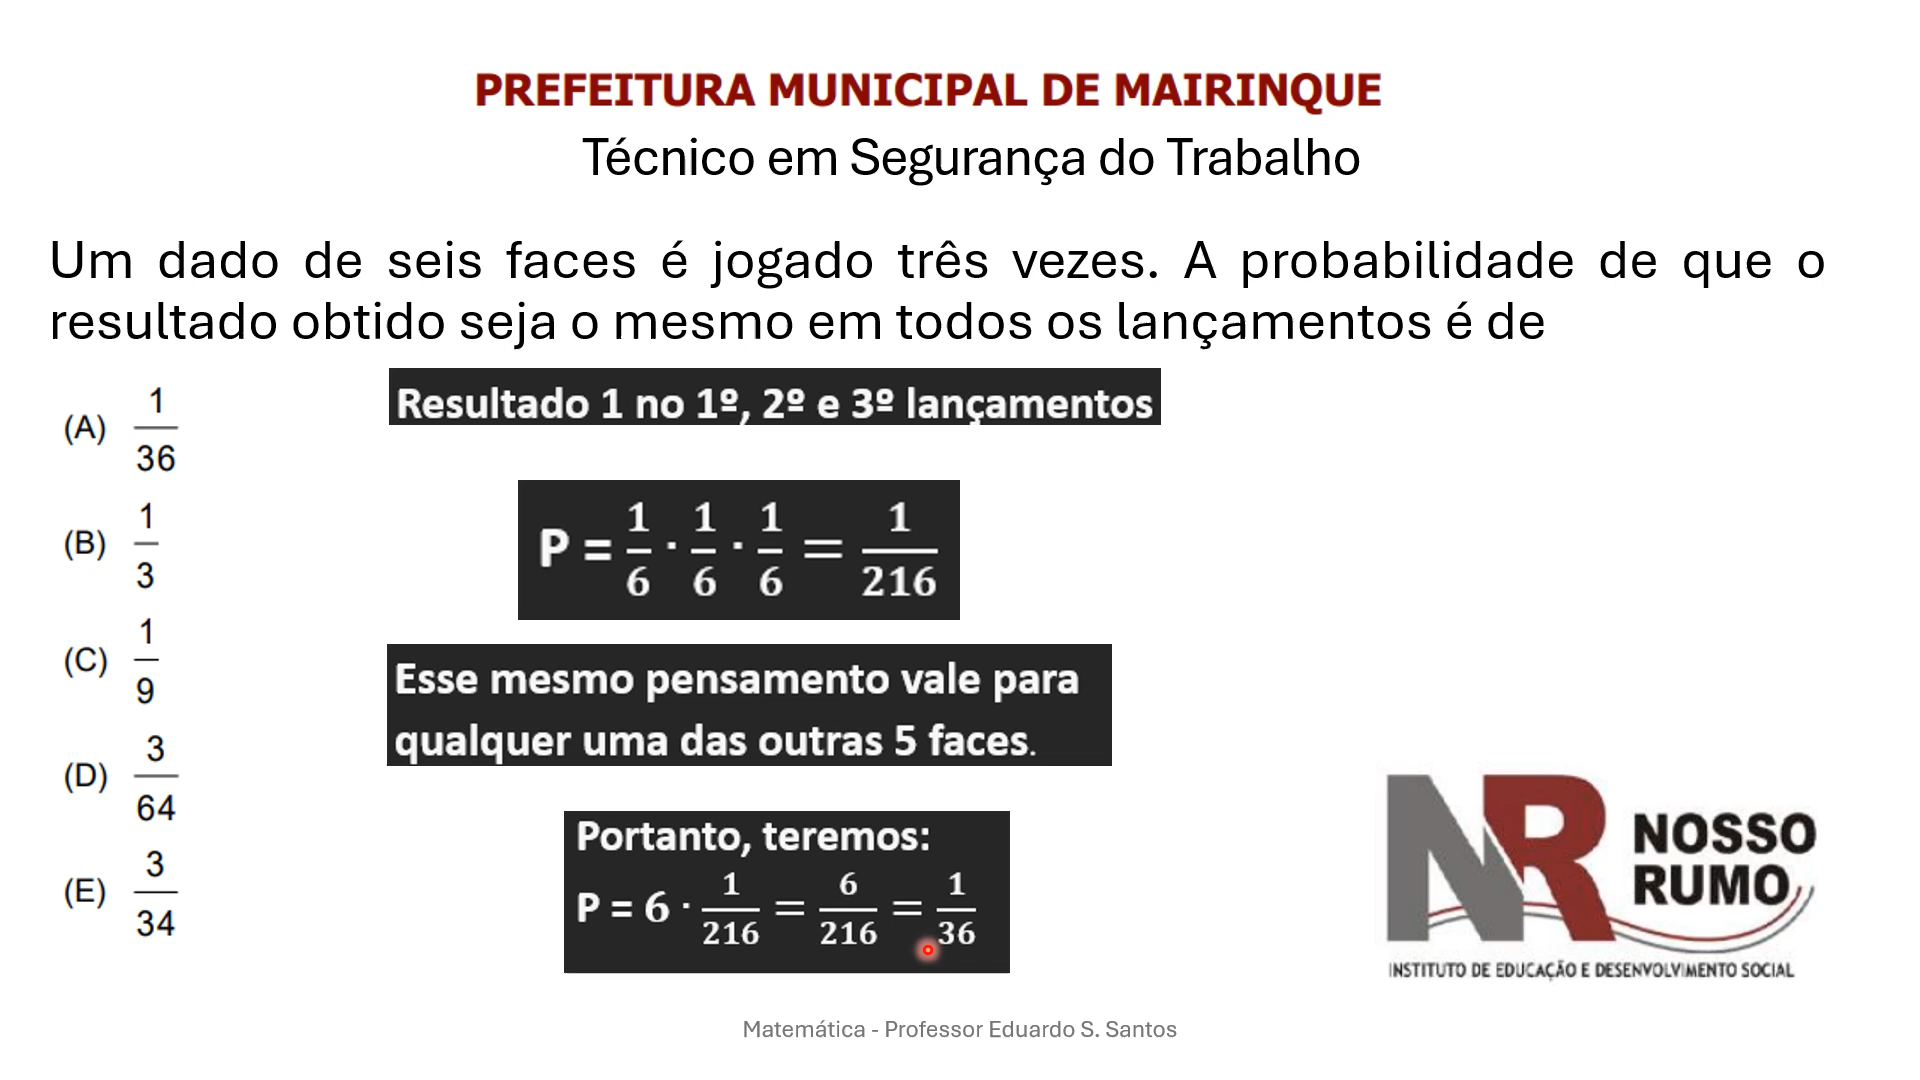 PREFEITURA MUNICIPAL DE MAIRINQUE
Técnico em Segurança do Trabalho
Um dado de seis faces é jogado três vezes. A probabilidade de que o
resultado obtido seja o mesmo em todos os lançamentos é de
(A) 1/36
(B) 1/3
(C) 1/9
(D) 3/64
(E) 3/34
Resultado 1 no 1º, 2º e 3º lançamentos
P = 1/6 · 1/6 · 1/6 = 1/216
Esse mesmo pensamento vale para
qualquer uma das outras 5 faces.
Portanto, teremos:
P = 6 · 1/216 = 6/216 = 1/36
NR NOSSO
RUMO
INSTITUTO DE EDUCAÇÃO E DESENVOLVIMENTO SOCIAL
Matemática - Professor Eduardo S. Santos